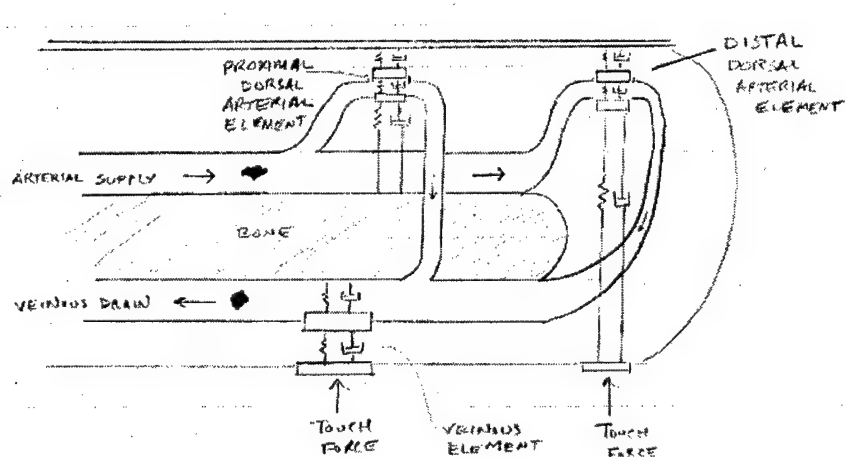 PROXIMAL
DORSAL
ARTERIAL
ELEMENT
DISTAL
DORSAL
ARTERIAL
ELEMENT
ARTERIAL SUPPLY
BONE
VEINOUS DRAIN
TOUCH
FORCE
VEINOUS
ELEMENT
TOUCH
FORCE